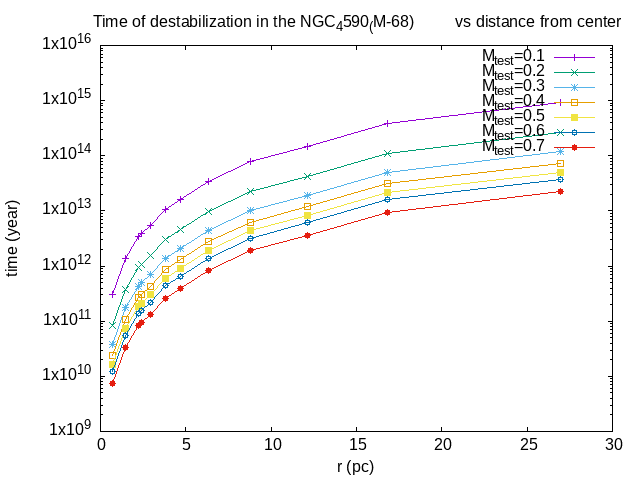 Time of destabilization in the NGC4590(M-68) vs distance from center
1x10^16
1x10^15
1x10^14
1x10^13
1x10^12
1x10^11
1x10^10
1x10^9
time (year)
Mtest=0.1
Mtest=0.2
Mtest=0.3
Mtest=0.4
Mtest=0.5
Mtest=0.6
Mtest=0.7
0 5 10 15 20 25 30
r (pc)